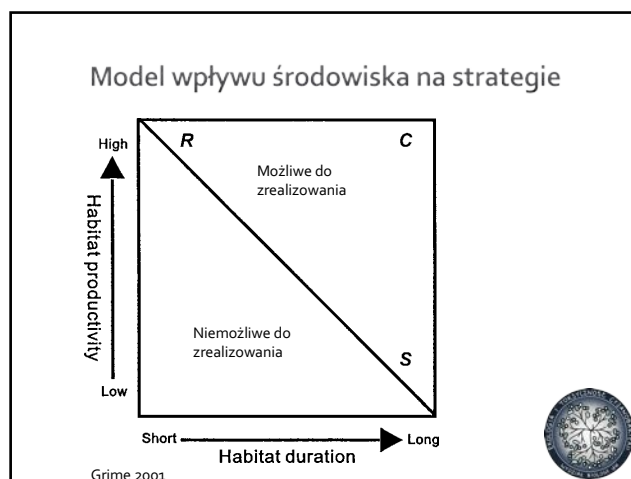 Model wpływu środowiska na strategie
High
R
C
Możliwe do
zrealizowania
Habitat productivity
Niemożliwe do
zrealizowania
S
Low
Short
Long
Habitat duration
Grime 2001